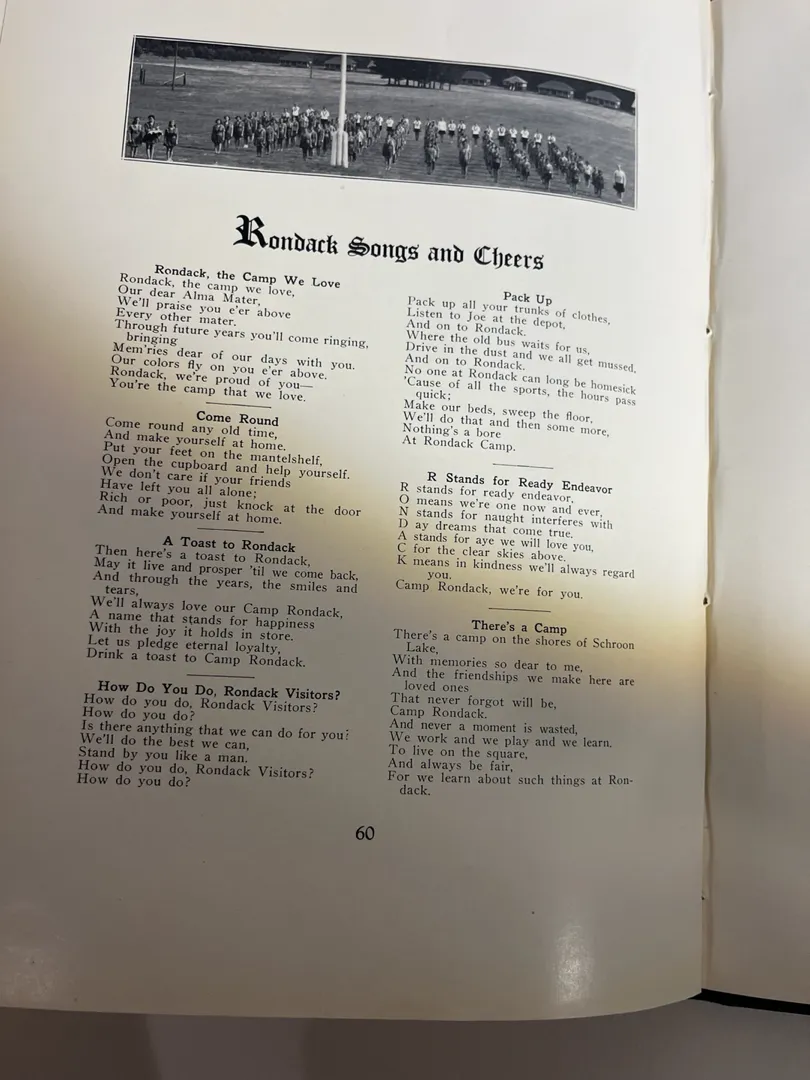 Rondack Songs and Cheers
Rondack, the Camp We Love
Rondack, the camp we love,
Our dear Alma Mater,
We'll praise you e'er above
Every other mater.
Through future years you'll come ringing,
bringing
Mem'ries dear of our days with you.
Our colors fly on you e'er above.
Rondack, we're proud of you—
You're the camp that we love.
Come Round
Come round any old time,
And make yourself at home.
Put your feet on the mantelshelf,
Open the cupboard and help yourself.
We don't care if your friends
Have left you all alone;
Rich or poor, just knock at the door
And make yourself at home.
A Toast to Rondack
Then here's a toast to Rondack,
May it live and prosper 'til we come back,
And through the years, the smiles and
tears,
We'll always love our Camp Rondack,
A name that stands for happiness
With the joy it holds in store.
Let us pledge eternal loyalty,
Drink a toast to Camp Rondack.
How Do You Do, Rondack Visitors?
How do you do, Rondack Visitors?
How do you do?
Is there anything that we can do for you?
We'll do the best we can,
Stand by you like a man.
How do you do, Rondack Visitors?
How do you do?
Pack Up
Pack up all your trunks of clothes,
Listen to Joe at the depot,
And on to Rondack.
Where the old bus waits for us,
Drive in the dust and we all get mussed,
And on to Rondack.
No one at Rondack can long be homesick
'Cause of all the sports, the hours pass
quick;
Make our beds, sweep the floor,
We'll do that and then some more,
Nothing's a bore
At Rondack Camp.
R Stands for Ready Endeavor
R stands for ready endeavor,
O means we're one now and ever,
N stands for naught interferes with
D ay dreams that come true.
A stands for aye we will love you,
C for the clear skies above.
K means in kindness we'll always regard
you.
Camp Rondack, we're for you.
There's a Camp
There's a camp on the shores of Schroon
Lake,
With memories so dear to me,
And the friendships we make here are
loved ones
That never forgot will be,
Camp Rondack.
And never a moment is wasted,
We work and we play and we learn.
To live on the square,
And always be fair,
For we learn about such things at Ron-
dack.
60